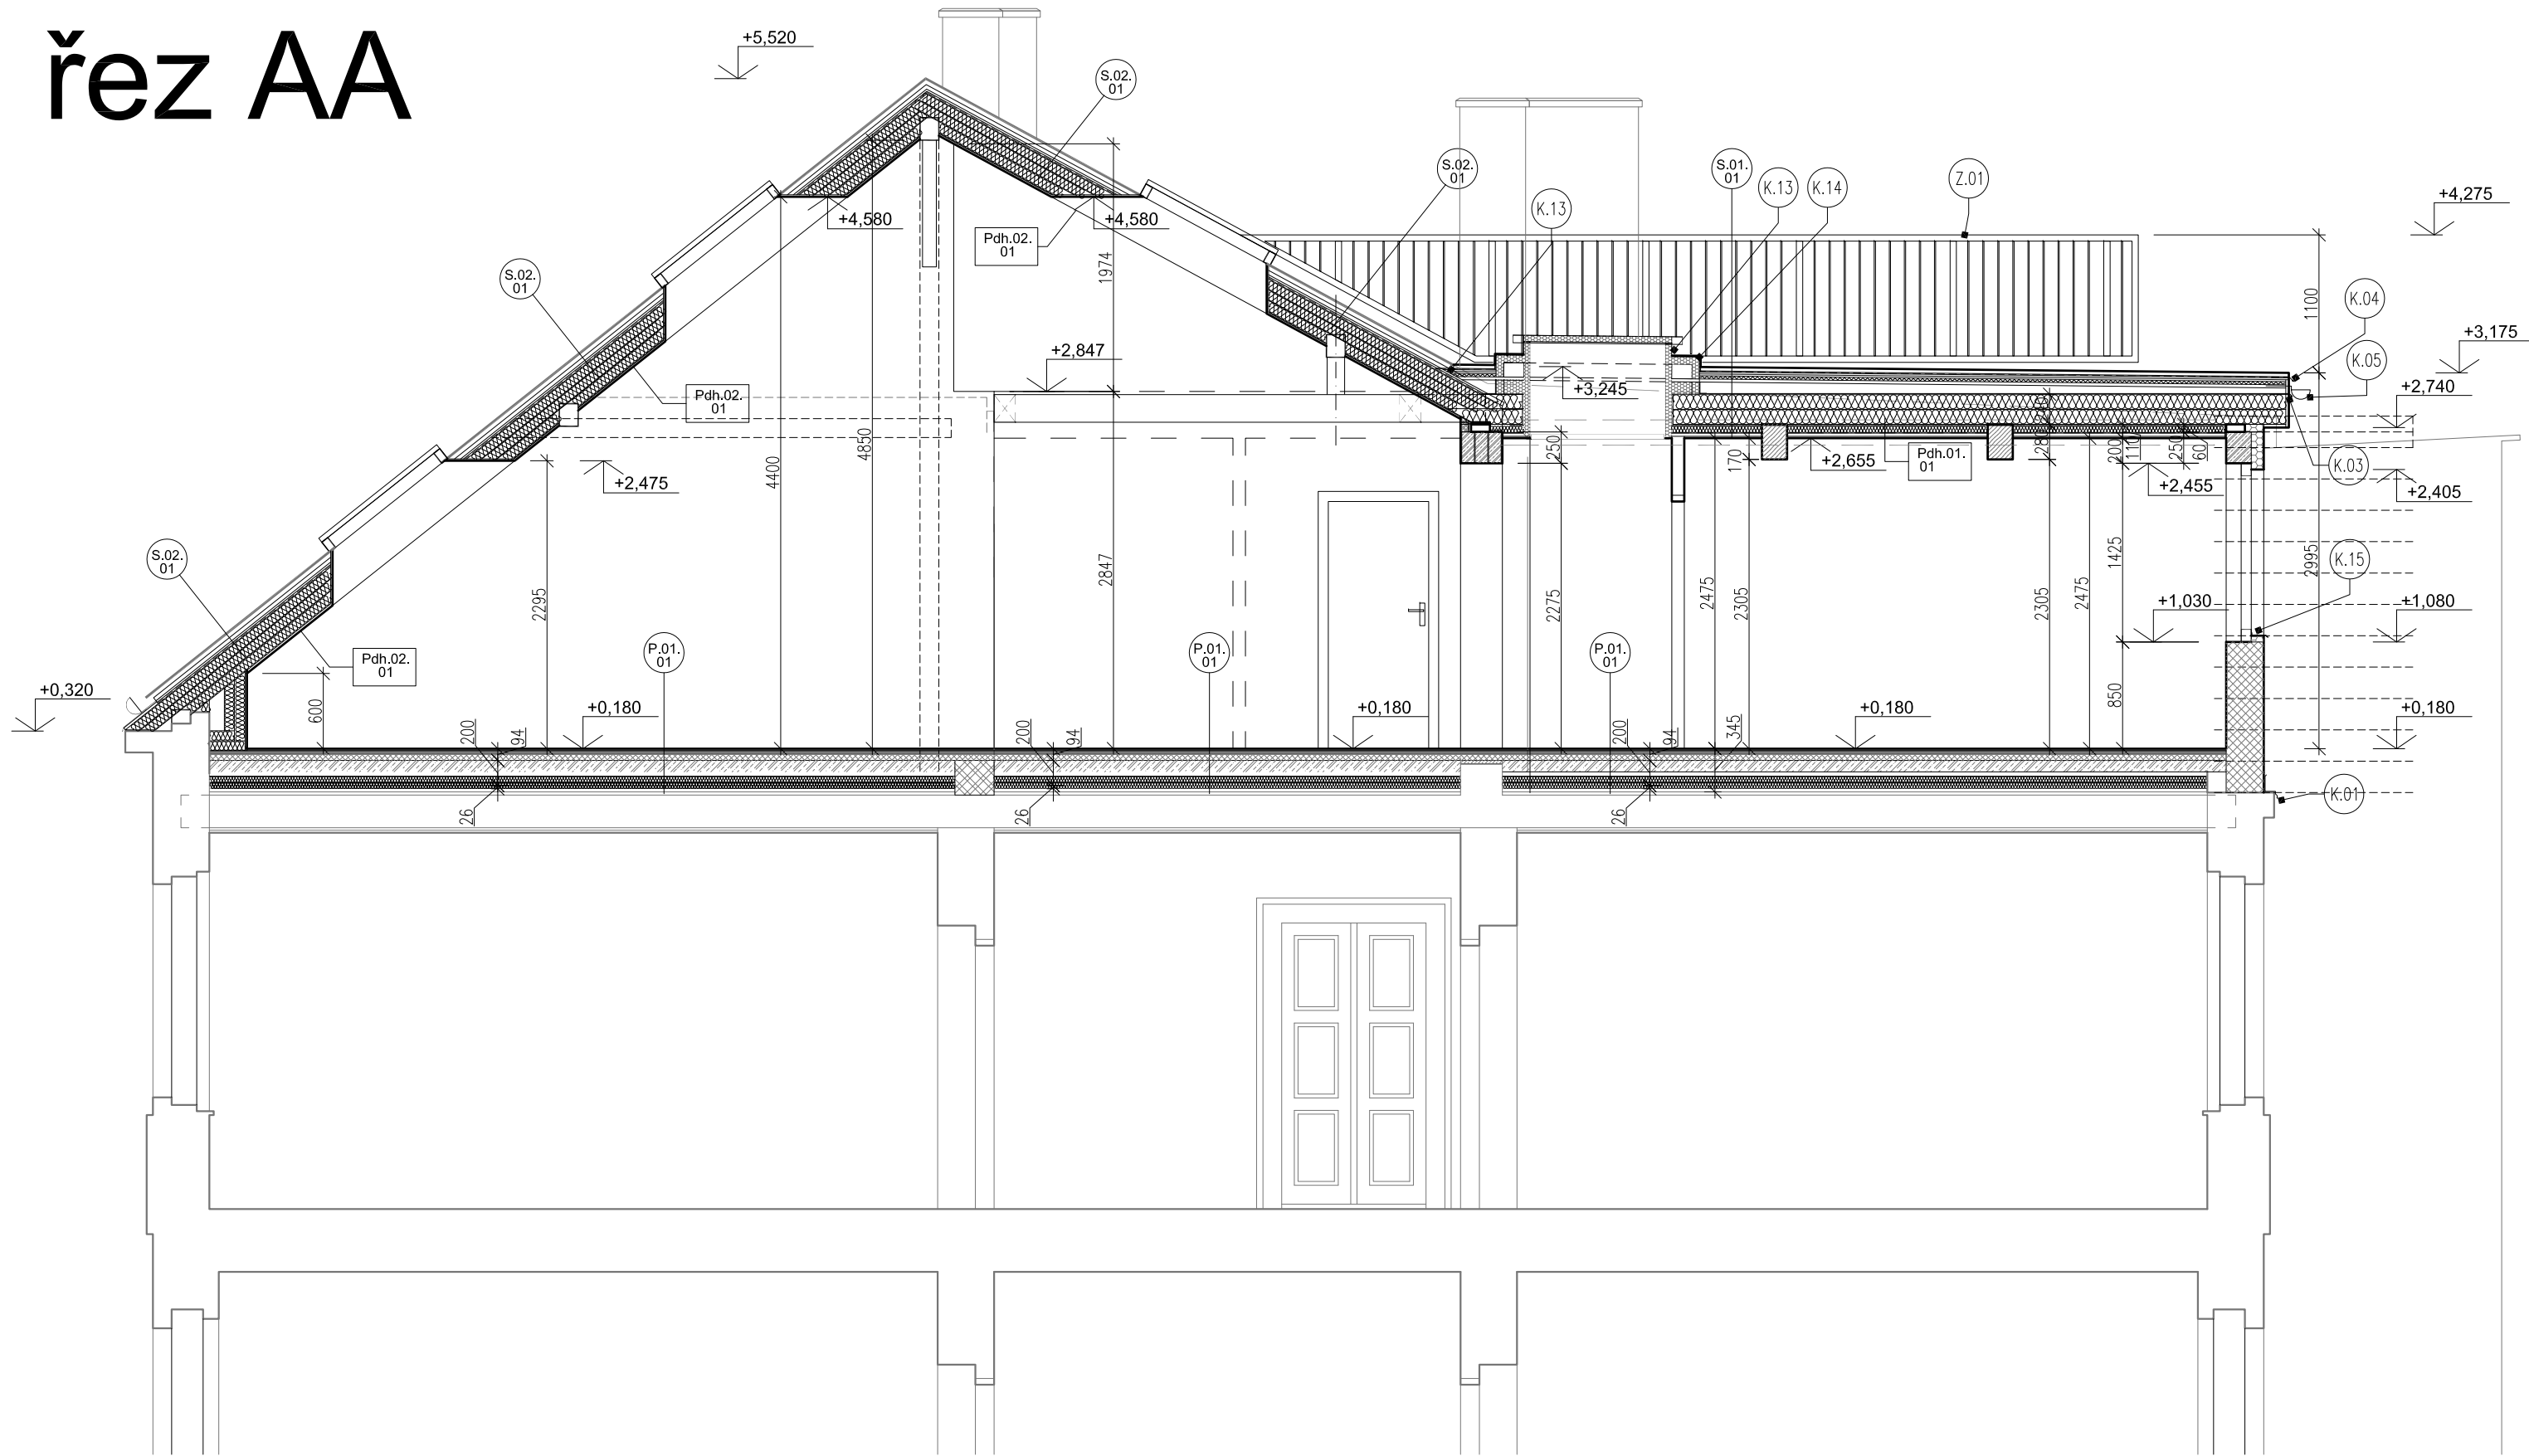 řez AA
+5,520
S.02.
01
S.02.
01
S.01.
01
K.13
K.13
K.14
Z.01
+4,275
+4,580
+4,580
Pdh.02.
01
1974
S.02.
01
1100
K.04
+3,175
K.05
+2,740
+2,847
Pdh.02.
01
+3,245
240
280
4400
4850
250
170
+2,655
Pdh.01.
01
200
110
250
60
+2,455
K.03
+2,405
+2,475
S.02.
01
2295
2847
2275
2475
2305
2305
2475
1425
2995
K.15
+1,030
+1,080
Pdh.02.
01
P.01.
01
P.01.
01
P.01.
01
+0,320
600
200
94
+0,180
200
94
+0,180
200
94
345
+0,180
850
+0,180
26
26
26
K.01